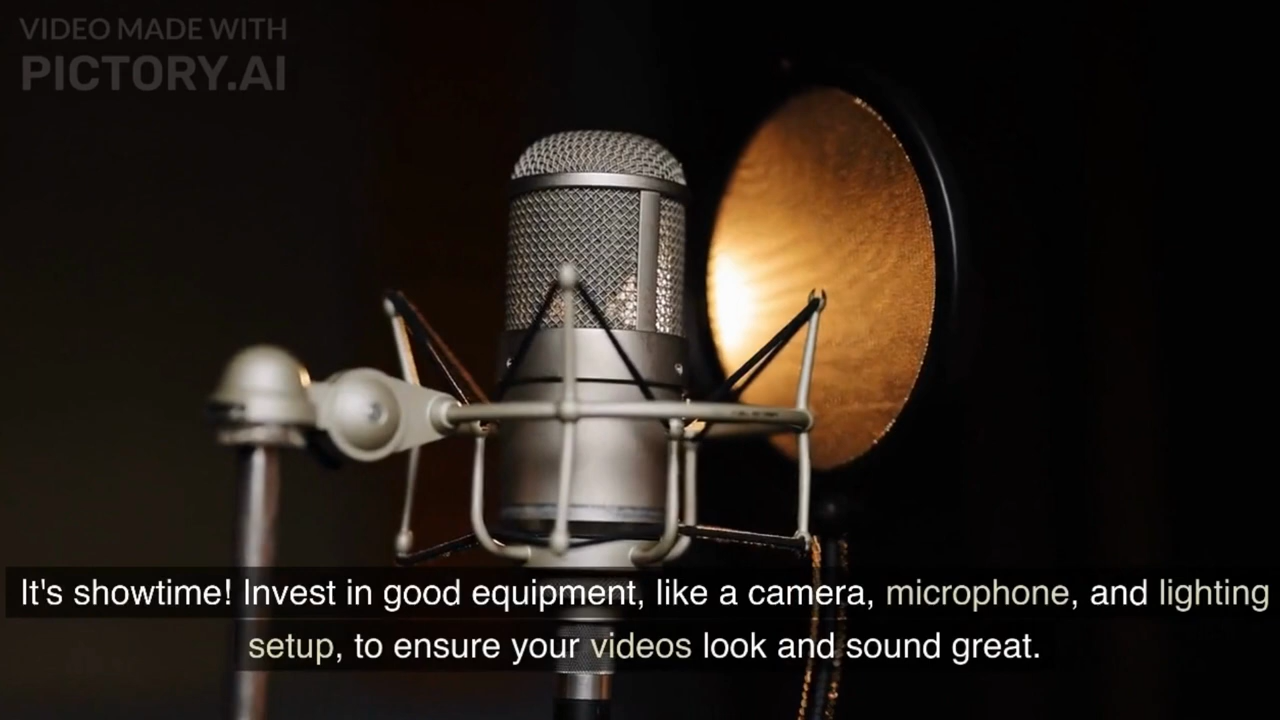 VIDEO MADE WITH
PICTORY.AI
It's showtime! Invest in good equipment, like a camera, microphone, and lighting
setup, to ensure your videos look and sound great.